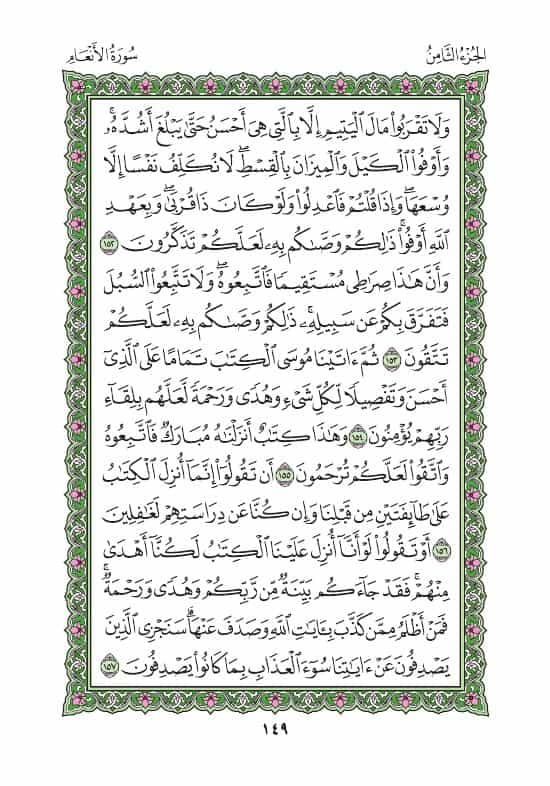 الجُزءُ الثَّامِنُ
سُورَةُ الأَنْعَامِ
وَلَا تَقْرَبُوا۟ مَالَ ٱلْيَتِيمِ إِلَّا بِٱلَّتِى هِىَ أَحْسَنُ حَتَّىٰ يَبْلُغَ أَشُدَّهُۥۚ
وَأَوْفُوا۟ ٱلْكَيْلَ وَٱلْمِيزَانَ بِٱلْقِسْطِۖ لَا نُكَلِّفُ نَفْسًا إِلَّا
وُسْعَهَاۖ وَإِذَا قُلْتُمْ فَٱعْدِلُوا۟ وَلَوْ كَانَ ذَا قُرْبَىٰۖ وَبِعَهْدِ
ٱللَّهِ أَوْفُوا۟ۚ ذَٰلِكُمْ وَصَّىٰكُم بِهِۦ لَعَلَّكُمْ تَذَكَّرُونَ ١٥٢
وَأَنَّ هَٰذَا صِرَٰطِى مُسْتَقِيمًا فَٱتَّبِعُوهُۖ وَلَا تَتَّبِعُوا۟ ٱلسُّبُلَ
فَتَفَرَّقَ بِكُمْ عَن سَبِيلِهِۦۚ ذَٰلِكُمْ وَصَّىٰكُم بِهِۦ لَعَلَّكُمْ
تَتَّقُونَ ١٥٣ ثُمَّ ءَاتَيْنَا مُوسَى ٱلْكِتَٰبَ تَمَامًا عَلَى ٱلَّذِىٓ
أَحْسَنَ وَتَفْصِيلًا لِّكُلِّ شَىْءٍ وَهُدًى وَرَحْمَةً لَّعَلَّهُم بِلِقَآءِ
رَبِّهِمْ يُؤْمِنُونَ ١٥٤ وَهَٰذَا كِتَٰبٌ أَنزَلْنَٰهُ مُبَارَكٌ فَٱتَّبِعُوهُ
وَٱتَّقُوا۟ لَعَلَّكُمْ تُرْحَمُونَ ١٥٥ أَن تَقُولُوٓا۟ إِنَّمَآ أُنزِلَ ٱلْكِتَٰبُ
عَلَىٰ طَآئِفَتَيْنِ مِن قَبْلِنَا وَإِن كُنَّا عَن دِرَاسَتِهِمْ لَغَٰفِلِينَ
١٥٦ أَوْ تَقُولُوا۟ لَوْ أَنَّآ أُنزِلَ عَلَيْنَا ٱلْكِتَٰبُ لَكُنَّآ أَهْدَىٰ
مِنْهُمْۚ فَقَدْ جَآءَكُم بَيِّنَةٌ مِّن رَّبِّكُمْ وَهُدًى وَرَحْمَةٌۚ
فَمَنْ أَظْلَمُ مِمَّن كَذَّبَ بِـَٔايَٰتِ ٱللَّهِ وَصَدَفَ عَنْهَاۗ سَنَجْزِى ٱلَّذِينَ
يَصْدِفُونَ عَنْ ءَايَٰتِنَا سُوٓءَ ٱلْعَذَابِ بِمَا كَانُوا۟ يَصْدِفُونَ ١٥٧
١٤٩